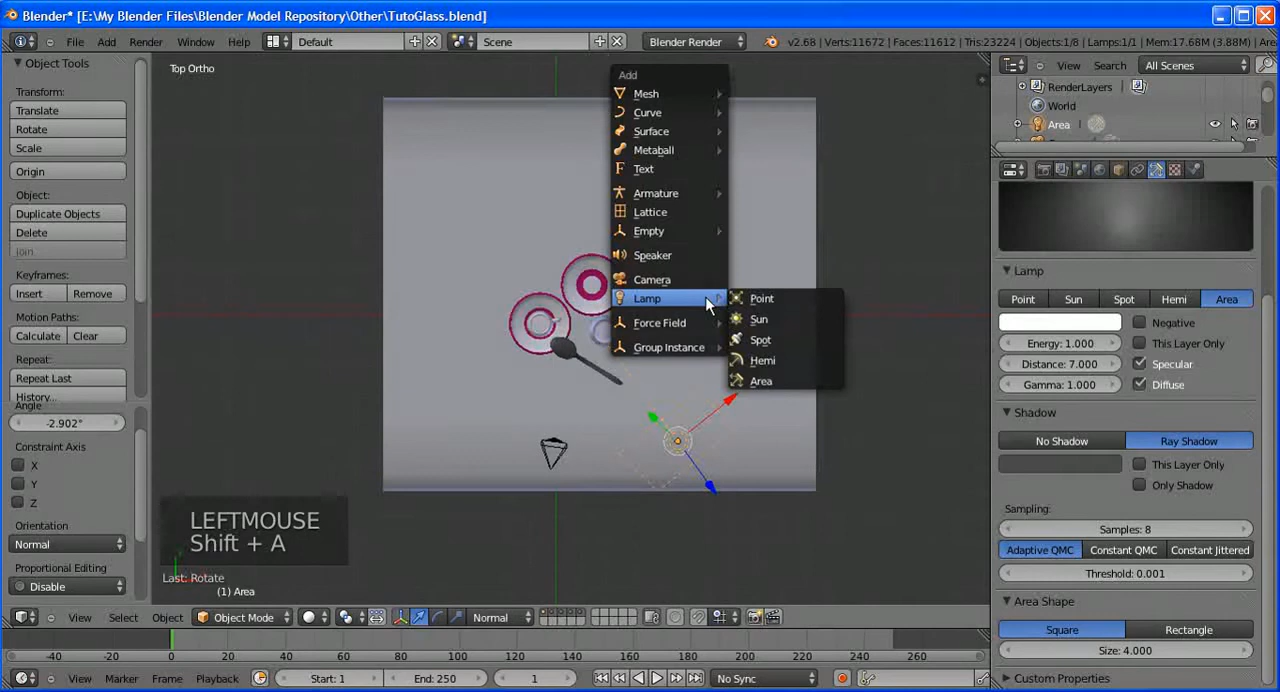 Blender* [E:\My Blender Files\Blender Model Repository\Other\TutoGlass.blend]
File Add Render Window Help Default Scene Blender Render v2.68 | Verts:11672 | Faces:11612 | Tris:23224 | Objects:1/8 | Lamps:1/1 | Mem:17.68M (3.88M) | Are
Object Tools
Transform:
Translate
Rotate
Scale
Origin
Object:
Duplicate Objects
Delete
Join
Keyframes:
Insert Remove
Motion Paths:
Calculate Clear
Repeat:
Repeat Last
History...
Angle
-2.902°
Constraint Axis
X
Y
Z
Orientation
Normal
Proportional Editing
Disable
Top Ortho
Add
Mesh
Curve
Surface
Metaball
Text
Armature
Lattice
Empty
Speaker
Camera
Lamp
Force Field
Group Instance
Point
Sun
Spot
Hemi
Area
LEFTMOUSE
Shift + A
Last: Rotate
(1) Area
View Select Object Object Mode Normal
-40 -20 0 20 40 60 80 100 120 140 160 180 200 220 240 260
View Marker Frame Playback Start: 1 End: 250 1 No Sync
View Search All Scenes
RenderLayers
World
Area
Lamp
Point Sun Spot Hemi Area
Negative
Energy: 1.000 This Layer Only
Distance: 7.000 Specular
Gamma: 1.000 Diffuse
Shadow
No Shadow Ray Shadow
This Layer Only
Only Shadow
Sampling:
Samples: 8
Adaptive QMC Constant QMC Constant Jittered
Threshold: 0.001
Area Shape
Square Rectangle
Size: 4.000
Custom Properties